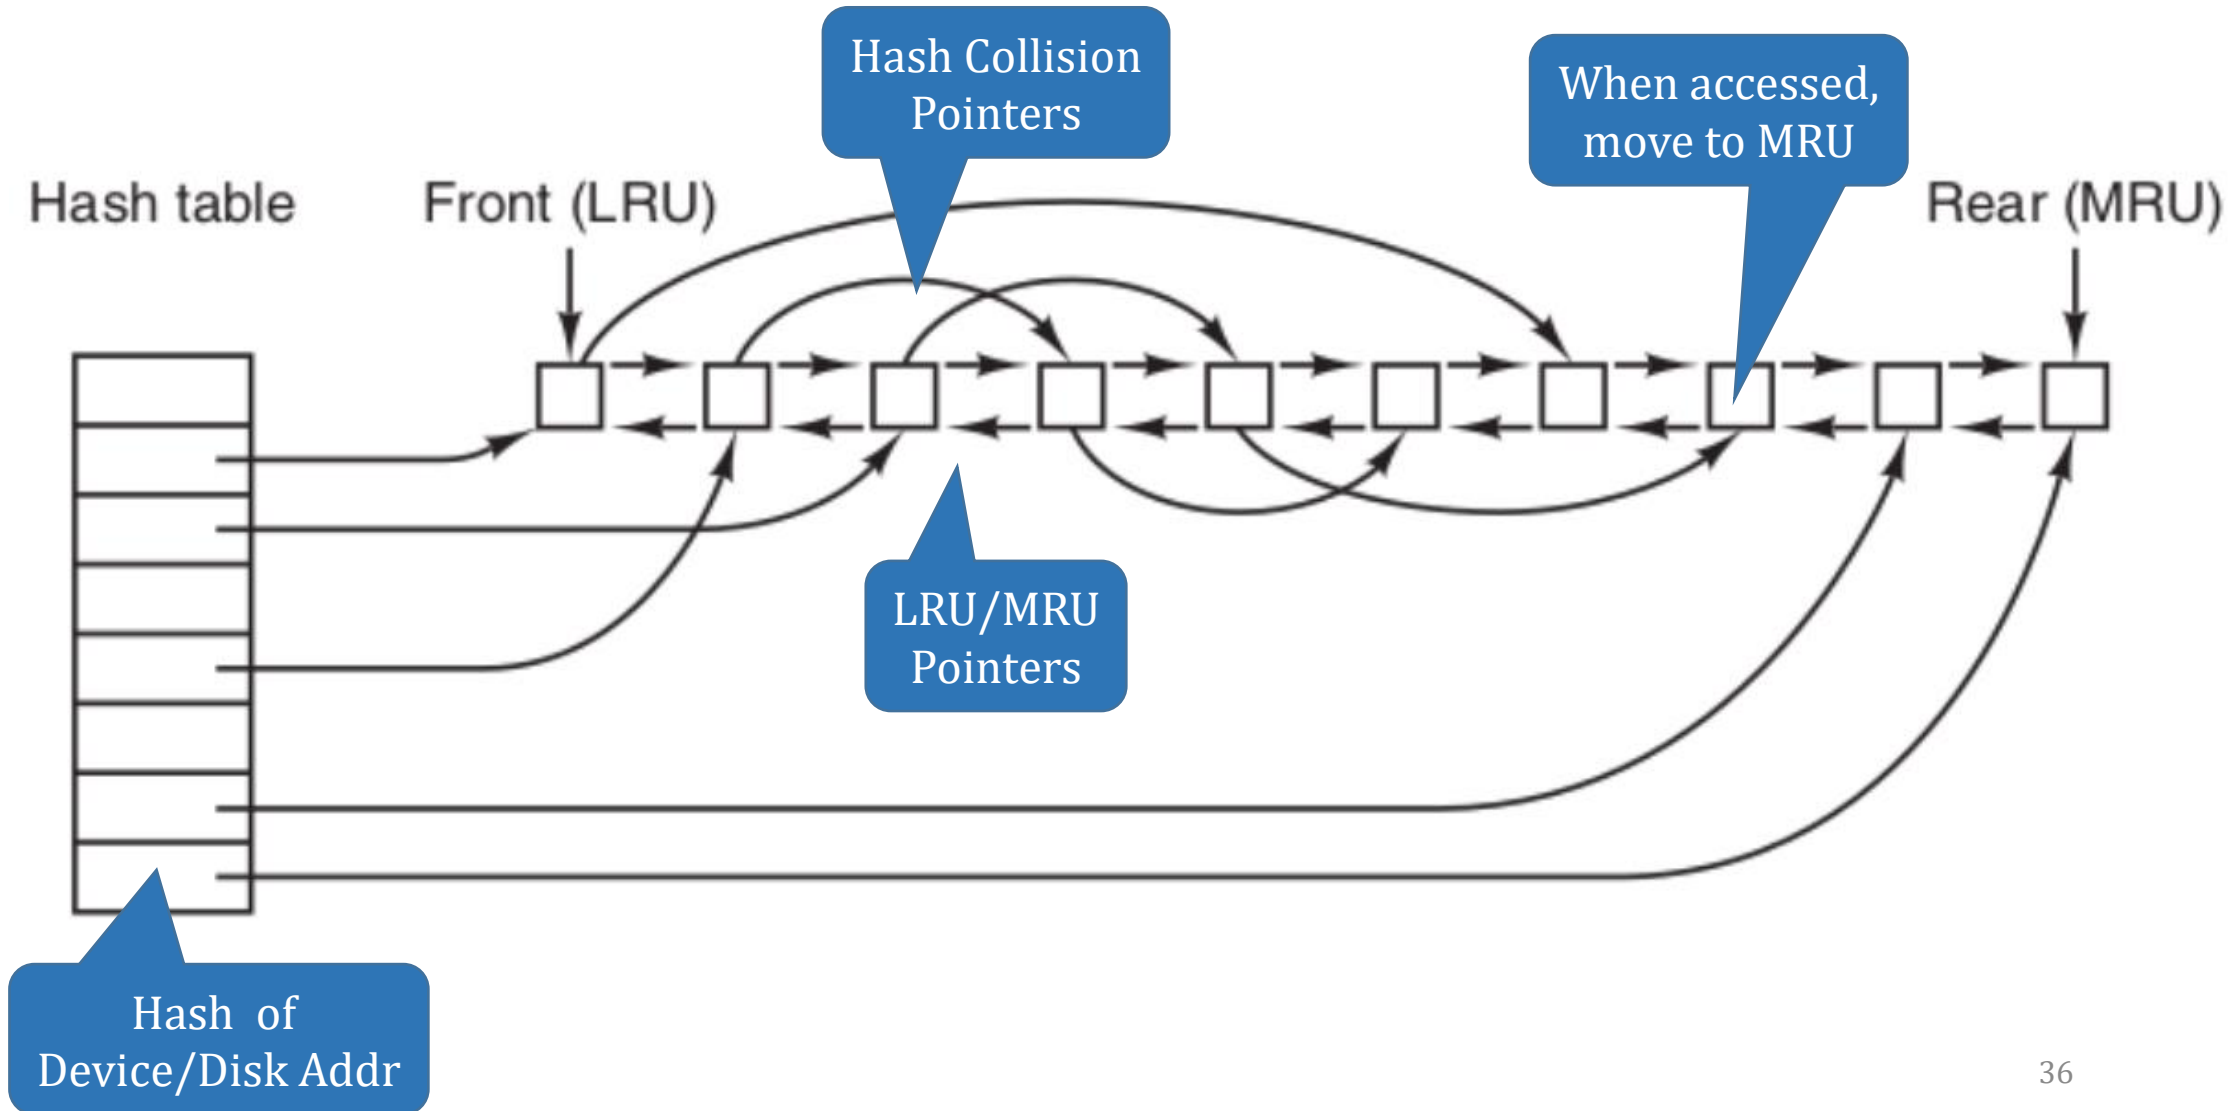 Hash Collision
Pointers
When accessed,
move to MRU
Hash table
Front (LRU)
Rear (MRU)
LRU/MRU
Pointers
Hash of
Device/Disk Addr
36